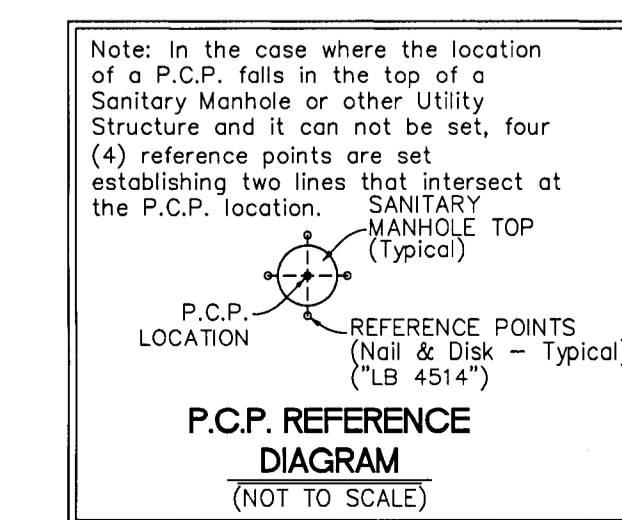 Note: In the case where the location
of a P.C.P. falls in the top of a
Sanitary Manhole or other Utility
Structure and it can not be set, four
(4) reference points are set
establishing two lines that intersect at
the P.C.P. location.
SANITARY
MANHOLE TOP
(Typical)
P.C.P.
LOCATION
REFERENCE POINTS
(Nail & Disk – Typical)
("LB 4514")
P.C.P. REFERENCE
DIAGRAM
(NOT TO SCALE)